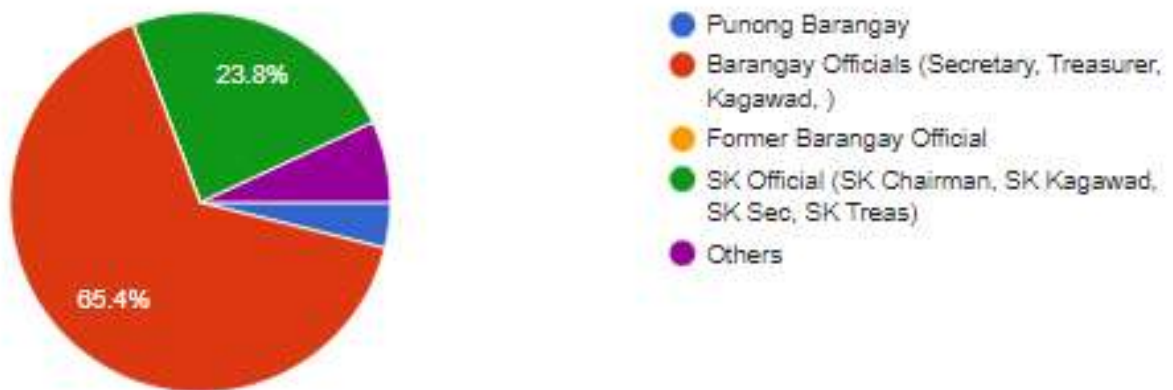 23.8%
65.4%
Punong Barangay
Barangay Officials (Secretary, Treasurer,
Kagawad, )
Former Barangay Official
SK Official (SK Chairman, SK Kagawad,
SK Sec, SK Treas)
Others